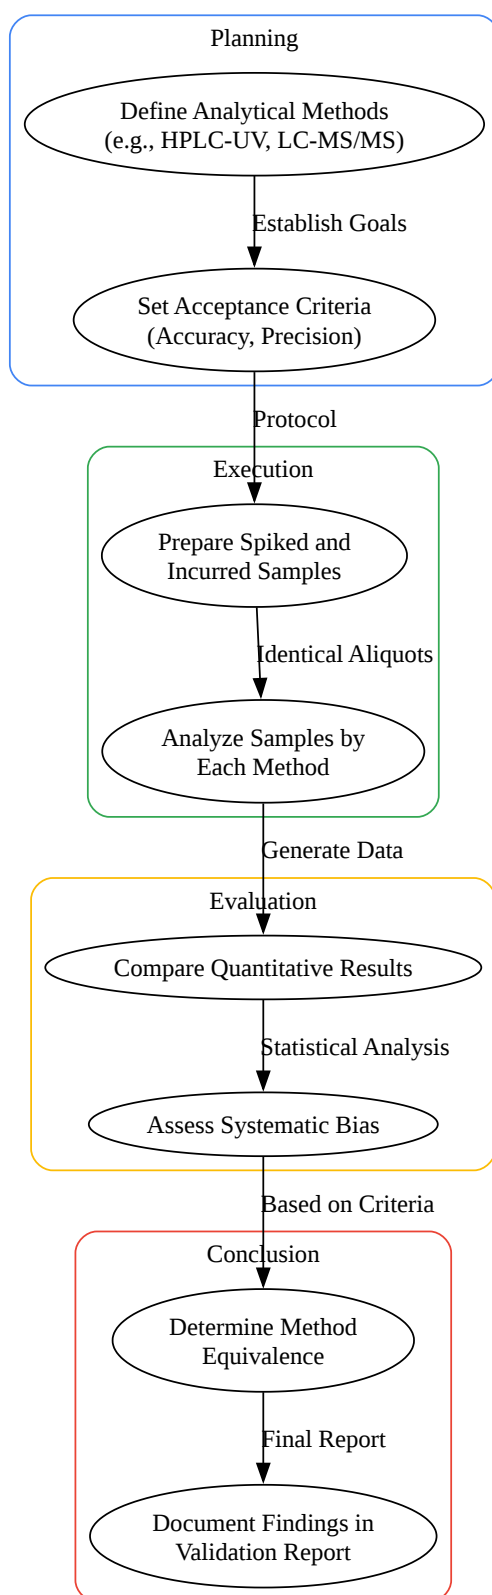 Planning
Define Analytical Methods
(e.g., HPLC-UV, LC-MS/MS)
Establish Goals
Set Acceptance Criteria
(Accuracy, Precision)
Protocol
Execution
Prepare Spiked and
Incurred Samples
Identical Aliquots
Analyze Samples by
Each Method
Generate Data
Evaluation
Compare Quantitative Results
Statistical Analysis
Assess Systematic Bias
Based on Criteria
Conclusion
Determine Method
Equivalence
Final Report
Document Findings in
Validation Report